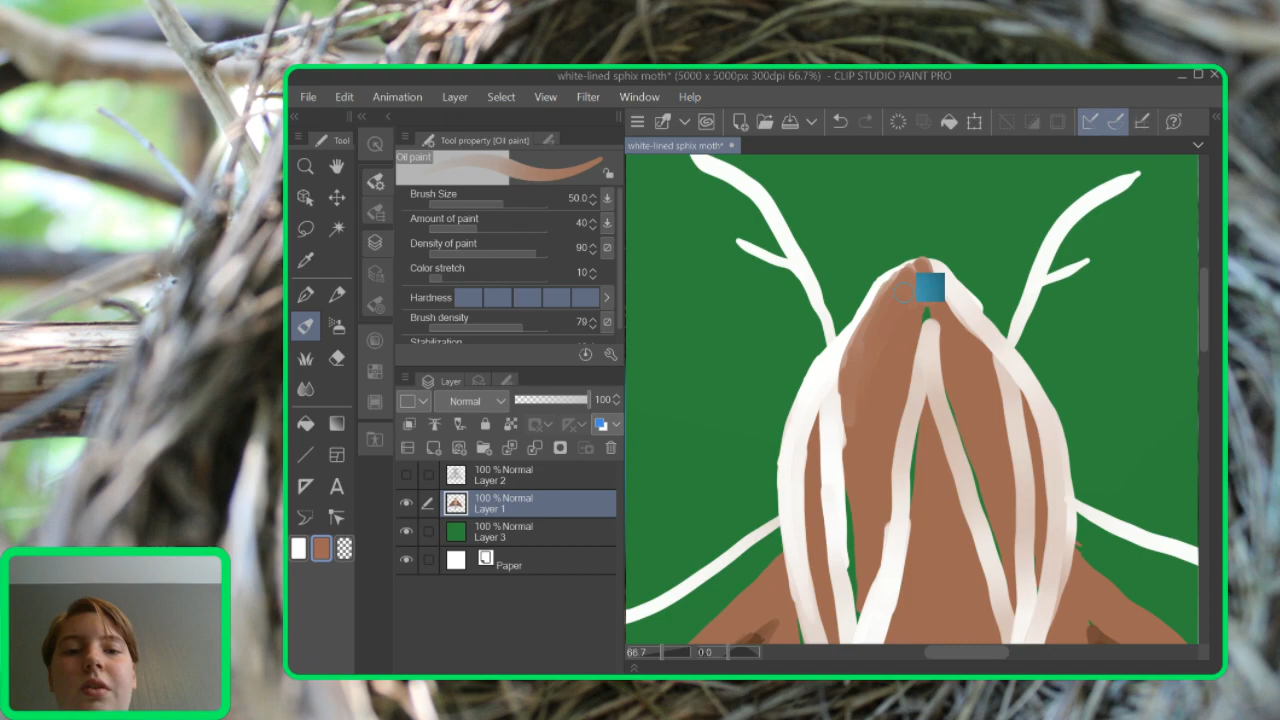 white-lined sphix moth* (5000 x 5000px 300dpi 66.7%) - CLIP STUDIO PAINT PRO
File Edit Animation Layer Select View Filter Window Help
Tool
Tool property [Oil paint]
white-lined sphix moth*
Oil paint
Brush Size 50.0
Amount of paint 40
Density of paint 90
Color stretch 10
Hardness
Brush density 79
Stabilization
Layer
Normal 100
100 % Normal
Layer 2
100 % Normal
Layer 1
100 % Normal
Layer 3
Paper
66.7 0.0